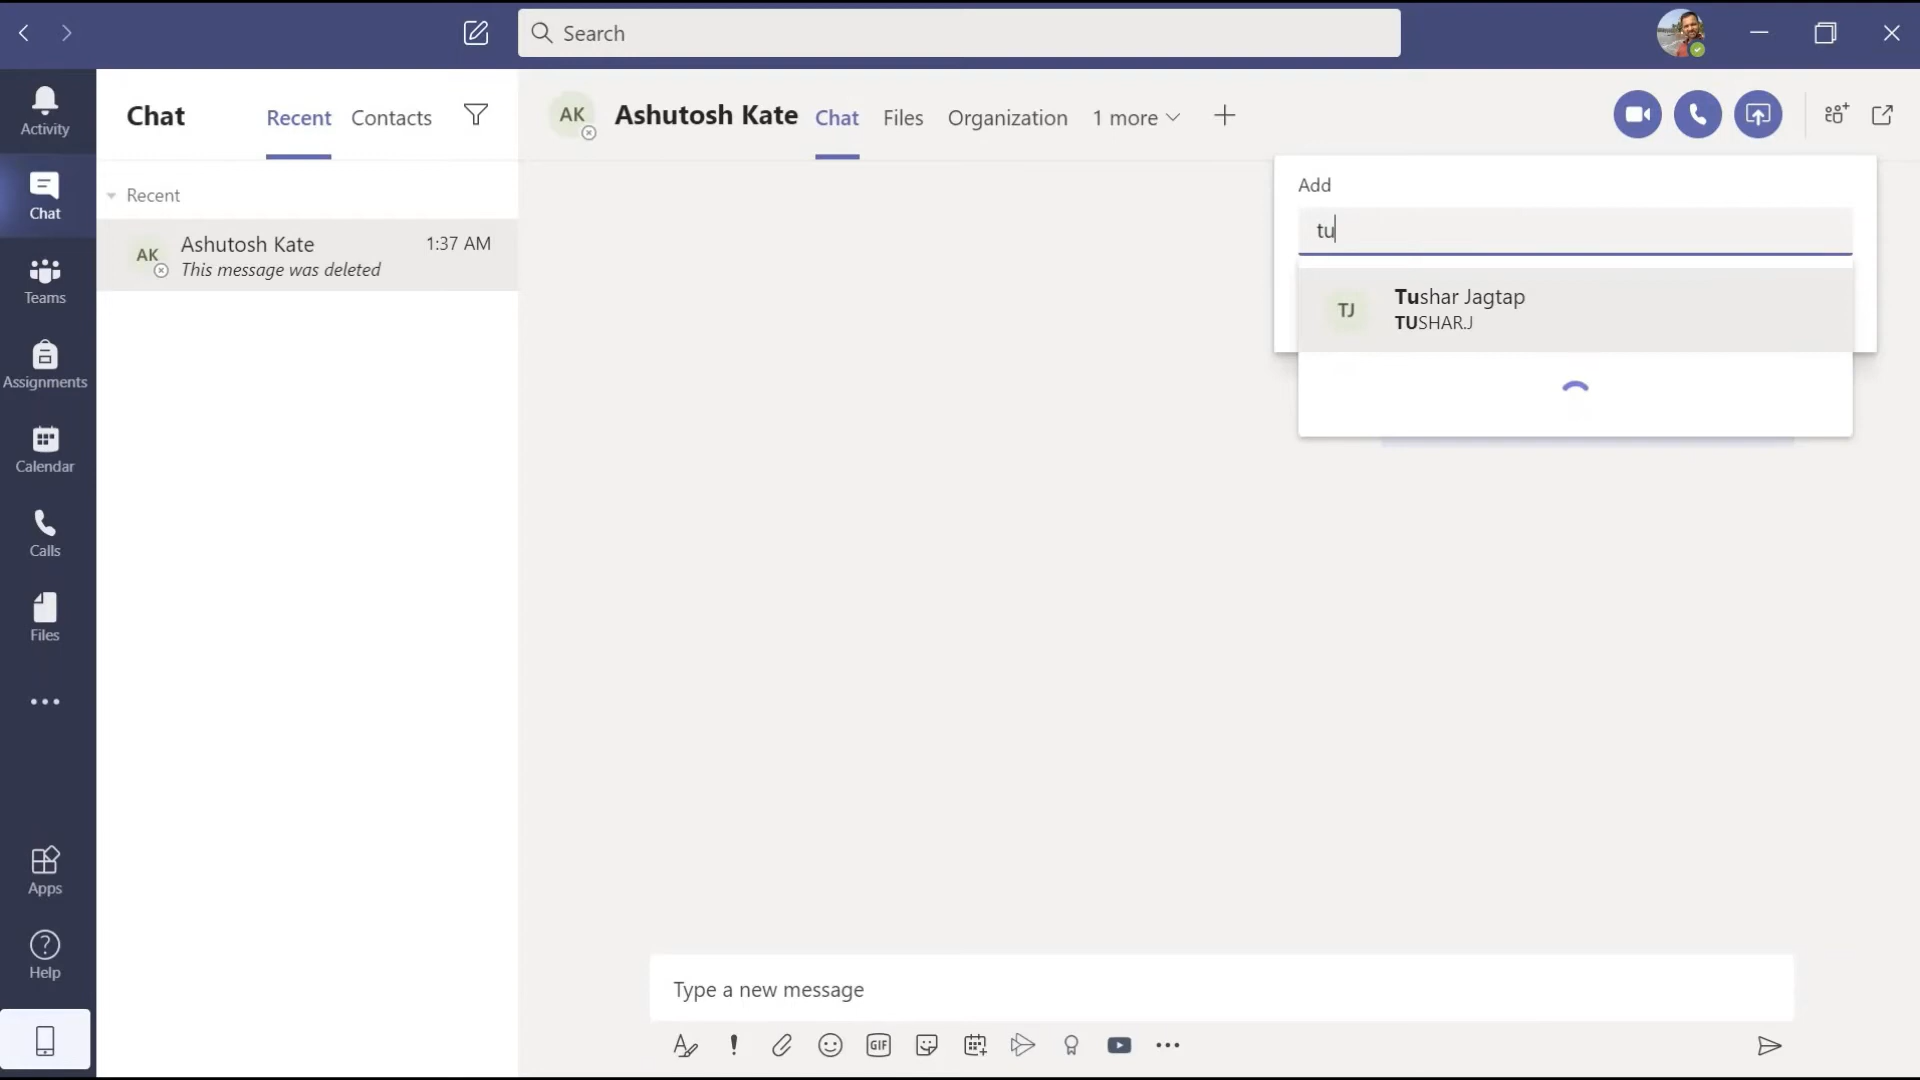 Search
Activity
Chat
Teams
Assignments
Calendar
Calls
Files
Apps
Help
Chat
Recent
Contacts
Recent
AK
Ashutosh Kate
1:37 AM
This message was deleted
AK
Ashutosh Kate
Chat
Files
Organization
1 more
Add
tu
TJ
Tushar Jagtap
TUSHAR.J
Type a new message
GIF